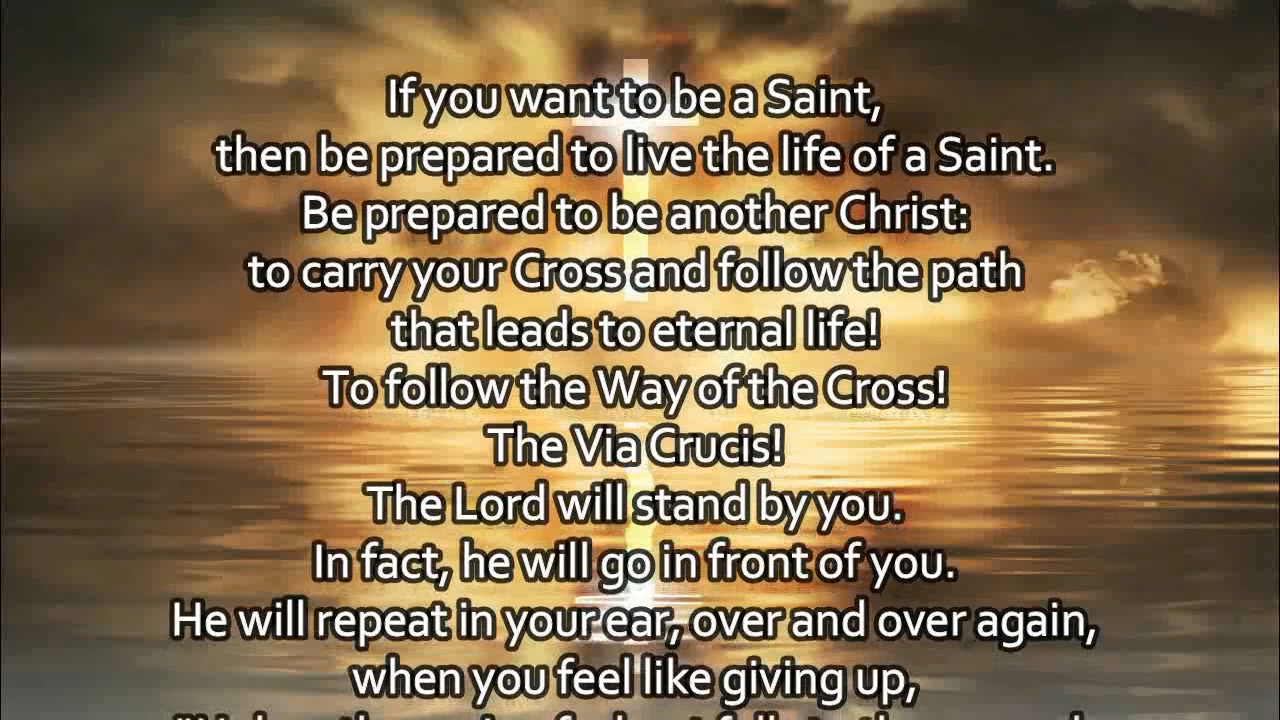 If you want to be a Saint,
then be prepared to live the life of a Saint.
Be prepared to be another Christ:
to carry your Cross and follow the path
that leads to eternal life!
To follow the Way of the Cross!
The Via Crucis!
The Lord will stand by you.
In fact, he will go in front of you.
He will repeat in your ear, over and over again,
when you feel like giving up,